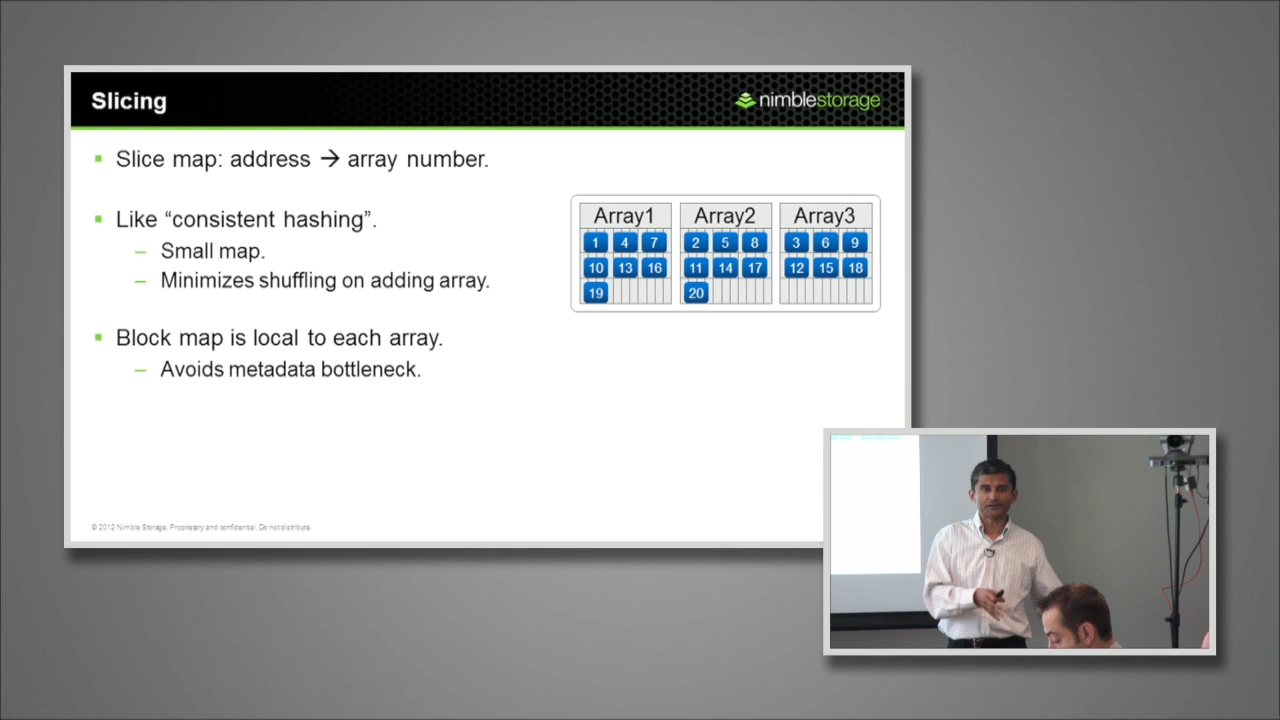 Slicing
nimblestorage
▪ Slice map: address → array number.
▪ Like “consistent hashing”.
– Small map.
– Minimizes shuffling on adding array.
▪ Block map is local to each array.
– Avoids metadata bottleneck.
Array1 Array2 Array3
1 4 7 2 5 8 3 6 9
10 13 16 11 14 17 12 15 18
19 20
© 2012 Nimble Storage. Proprietary and confidential. Do not distribute.